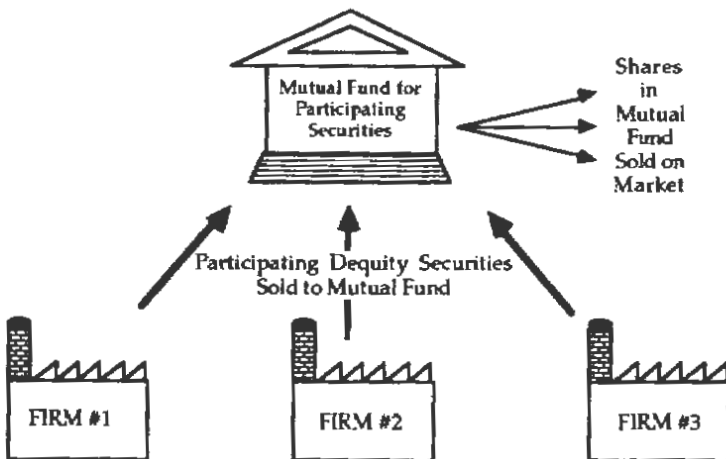 Mutual Fund for
Participating
Securities
Shares
in
Mutual
Fund
Sold on
Market
Participating Dequity Securities
Sold to Mutual Fund
FIRM #1
FIRM #2
FIRM #3